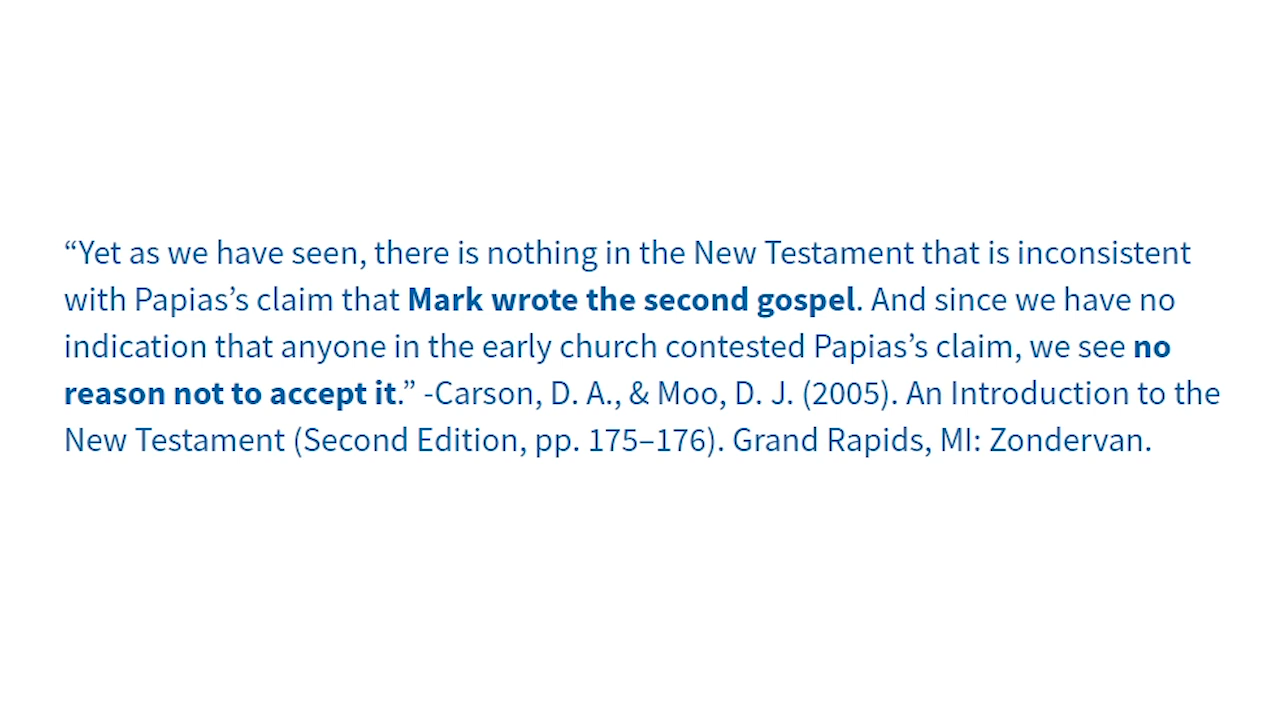 “Yet as we have seen, there is nothing in the New Testament that is inconsistent
with Papias’s claim that Mark wrote the second gospel. And since we have no
indication that anyone in the early church contested Papias’s claim, we see no
reason not to accept it.” -Carson, D. A., & Moo, D. J. (2005). An Introduction to the
New Testament (Second Edition, pp. 175–176). Grand Rapids, MI: Zondervan.